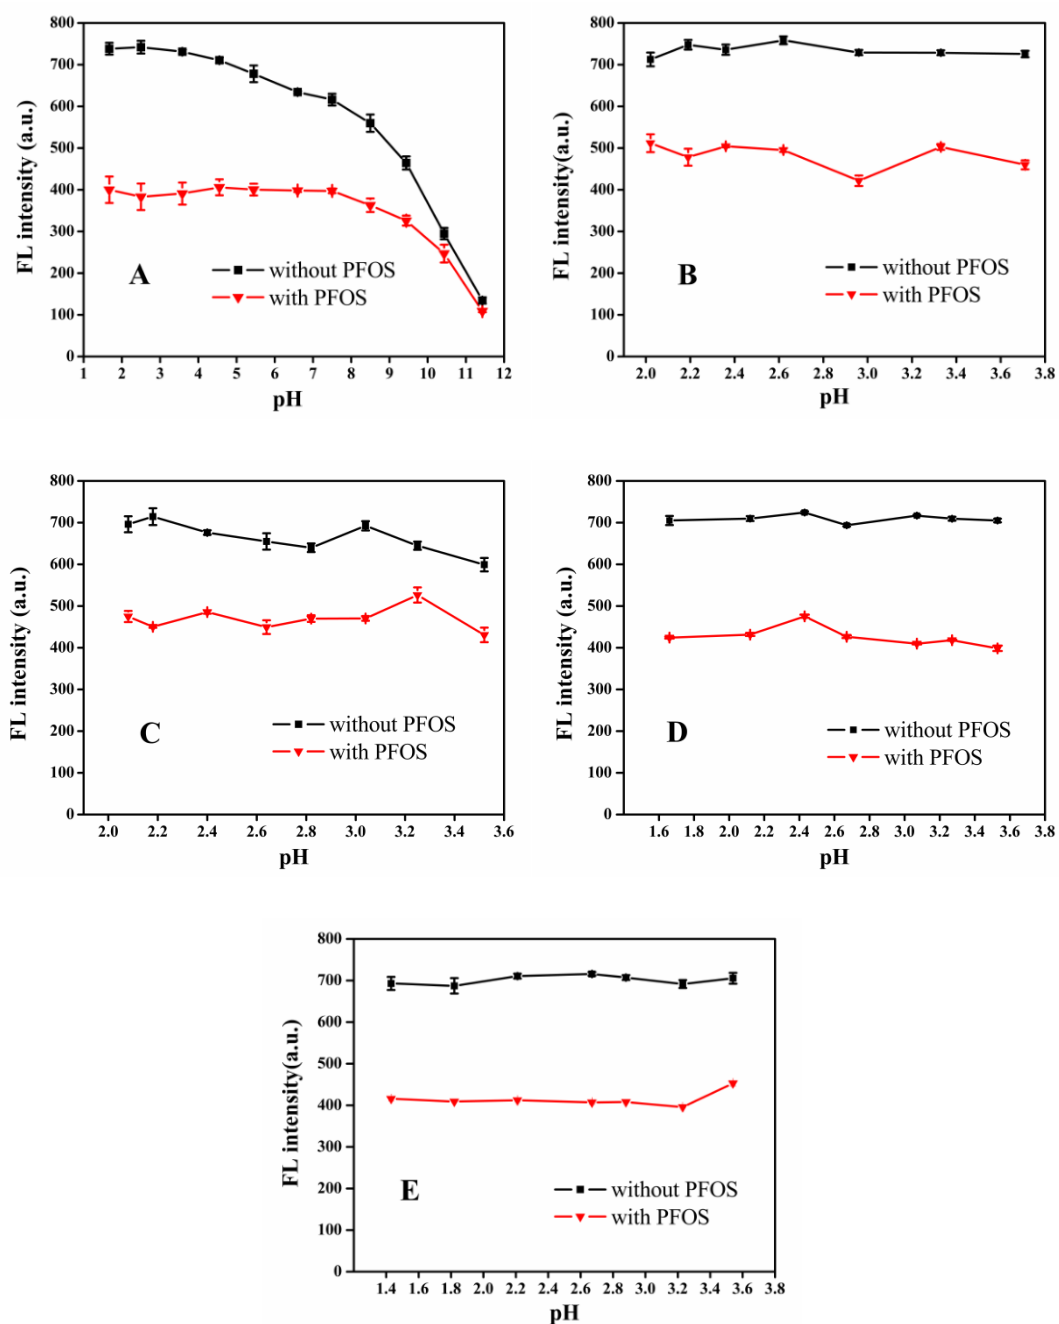 800
700
600
500
400
300
200
100
0
FL intensity (a.u.)
A
without PFOS
with PFOS
1 2 3 4 5 6 7 8 9 10 11 12
pH
800
700
600
500
400
300
200
100
0
FL intensity(a.u.)
B
without PFOS
with PFOS
2.0 2.2 2.4 2.6 2.8 3.0 3.2 3.4 3.6 3.8
pH
800
700
600
500
400
300
200
100
0
FL intensity (a.u.)
C
without PFOS
with PFOS
2.0 2.2 2.4 2.6 2.8 3.0 3.2 3.4 3.6
pH
800
700
600
500
400
300
200
100
0
FL intensity (a.u.)
D
without PFOS
with PFOS
1.6 1.8 2.0 2.2 2.4 2.6 2.8 3.0 3.2 3.4 3.6 3.8
pH
800
700
600
500
400
300
200
100
0
FL intensity(a.u.)
E
without PFOS
with PFOS
1.4 1.6 1.8 2.0 2.2 2.4 2.6 2.8 3.0 3.2 3.4 3.6 3.8
pH